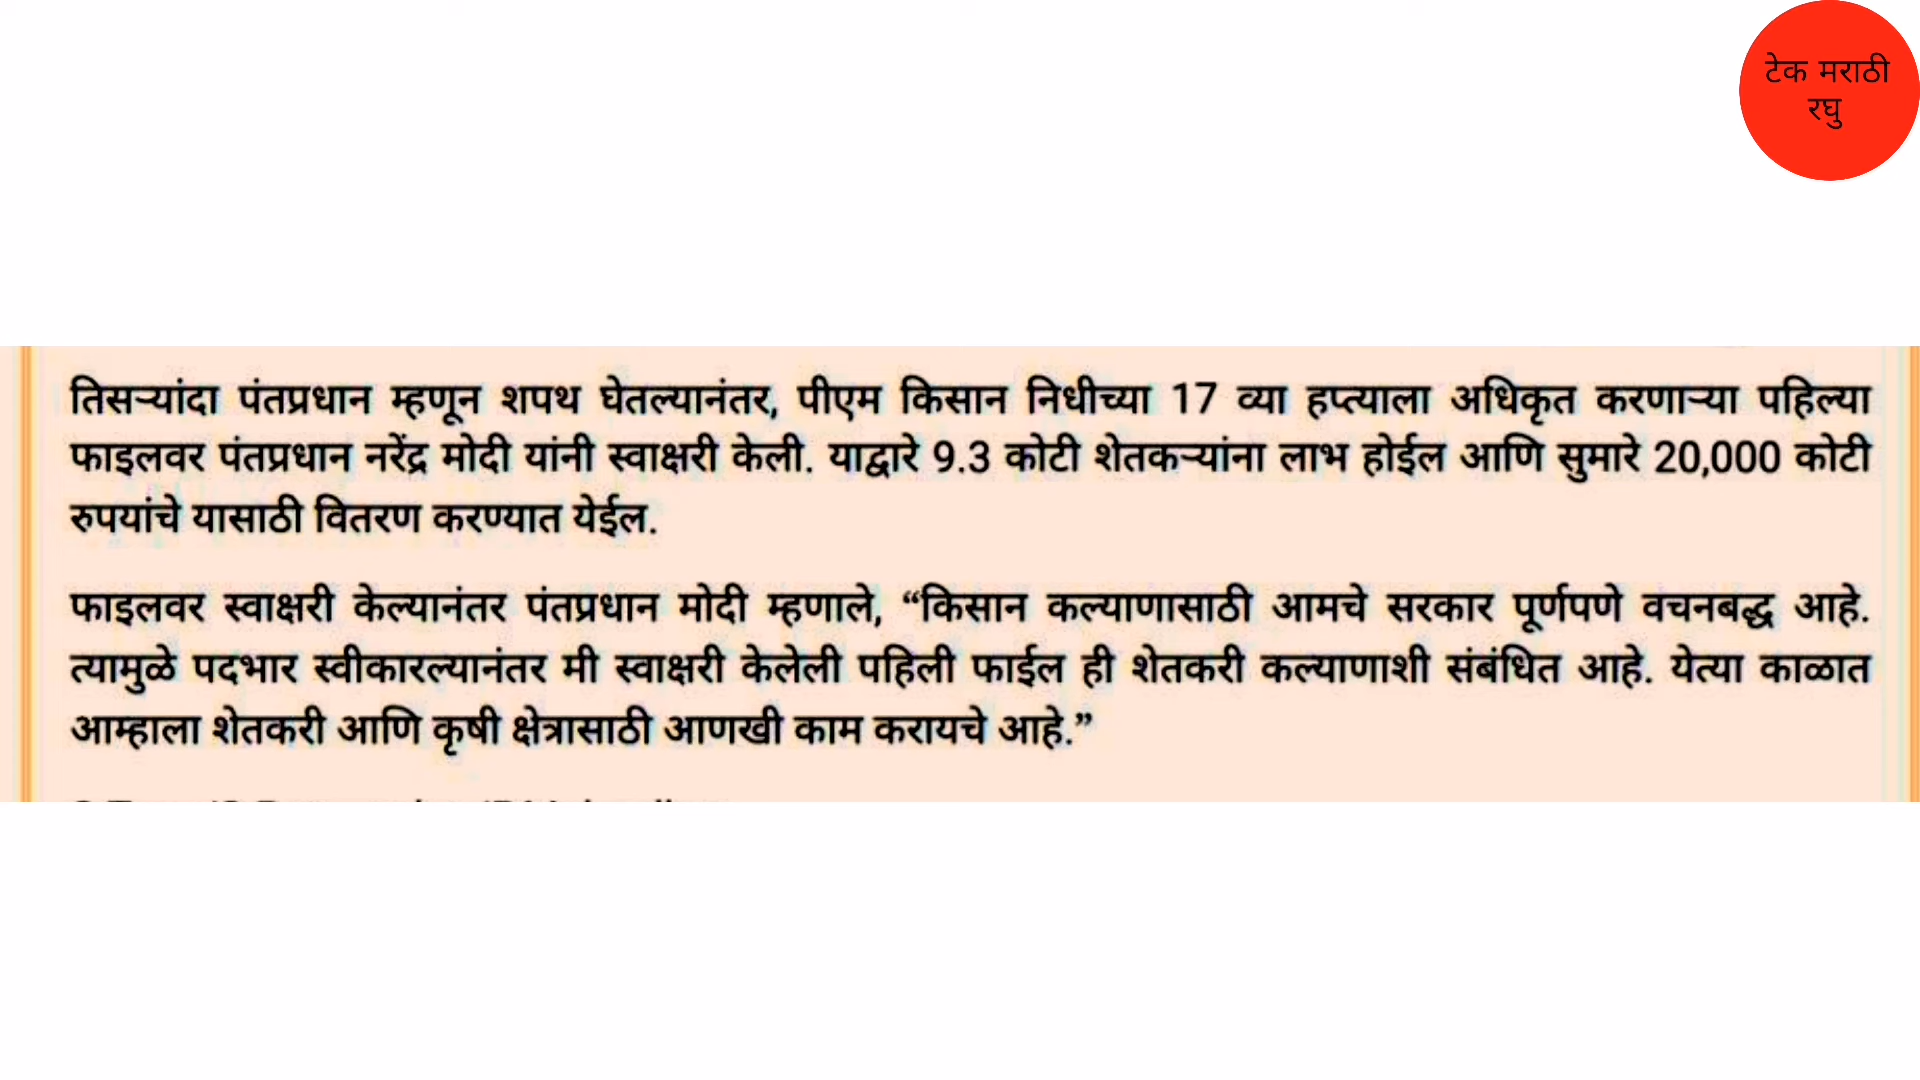 टेक मराठी
रघु
तिसऱ्यांदा पंतप्रधान म्हणून शपथ घेतल्यानंतर, पीएम किसान निधीच्या 17 व्या हप्त्याला अधिकृत करणाऱ्या पहिल्या
फाइलवर पंतप्रधान नरेंद्र मोदी यांनी स्वाक्षरी केली. याद्वारे 9.3 कोटी शेतकऱ्यांना लाभ होईल आणि सुमारे 20,000 कोटी
रुपयांचे यासाठी वितरण करण्यात येईल.
फाइलवर स्वाक्षरी केल्यानंतर पंतप्रधान मोदी म्हणाले, “किसान कल्याणासाठी आमचे सरकार पूर्णपणे वचनबद्ध आहे.
त्यामुळे पदभार स्वीकारल्यानंतर मी स्वाक्षरी केलेली पहिली फाईल ही शेतकरी कल्याणाशी संबंधित आहे. येत्या काळात
आम्हाला शेतकरी आणि कृषी क्षेत्रासाठी आणखी काम करायचे आहे.”